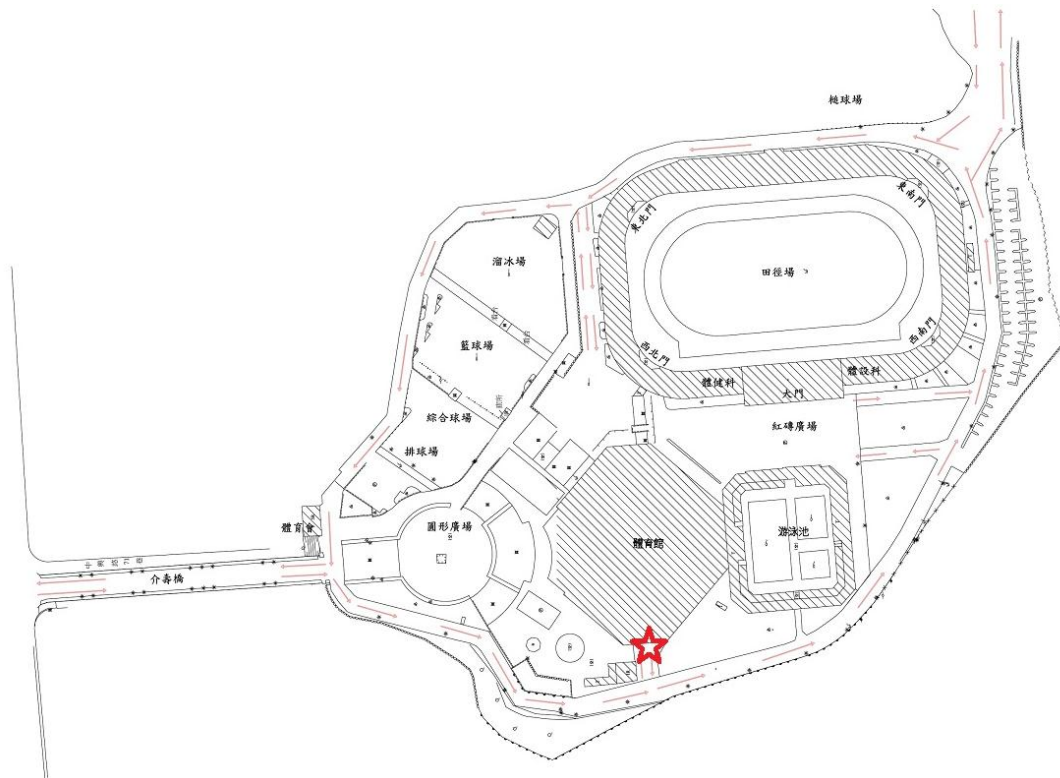 槌球場
東南門
東北門
溜冰場
田徑場
籃球場
西北門
西南門
體健科
體設科
大門
綜合球場
紅磚廣場
排球場
體育會
圓形廣場
游泳池
體育館
介壽橋